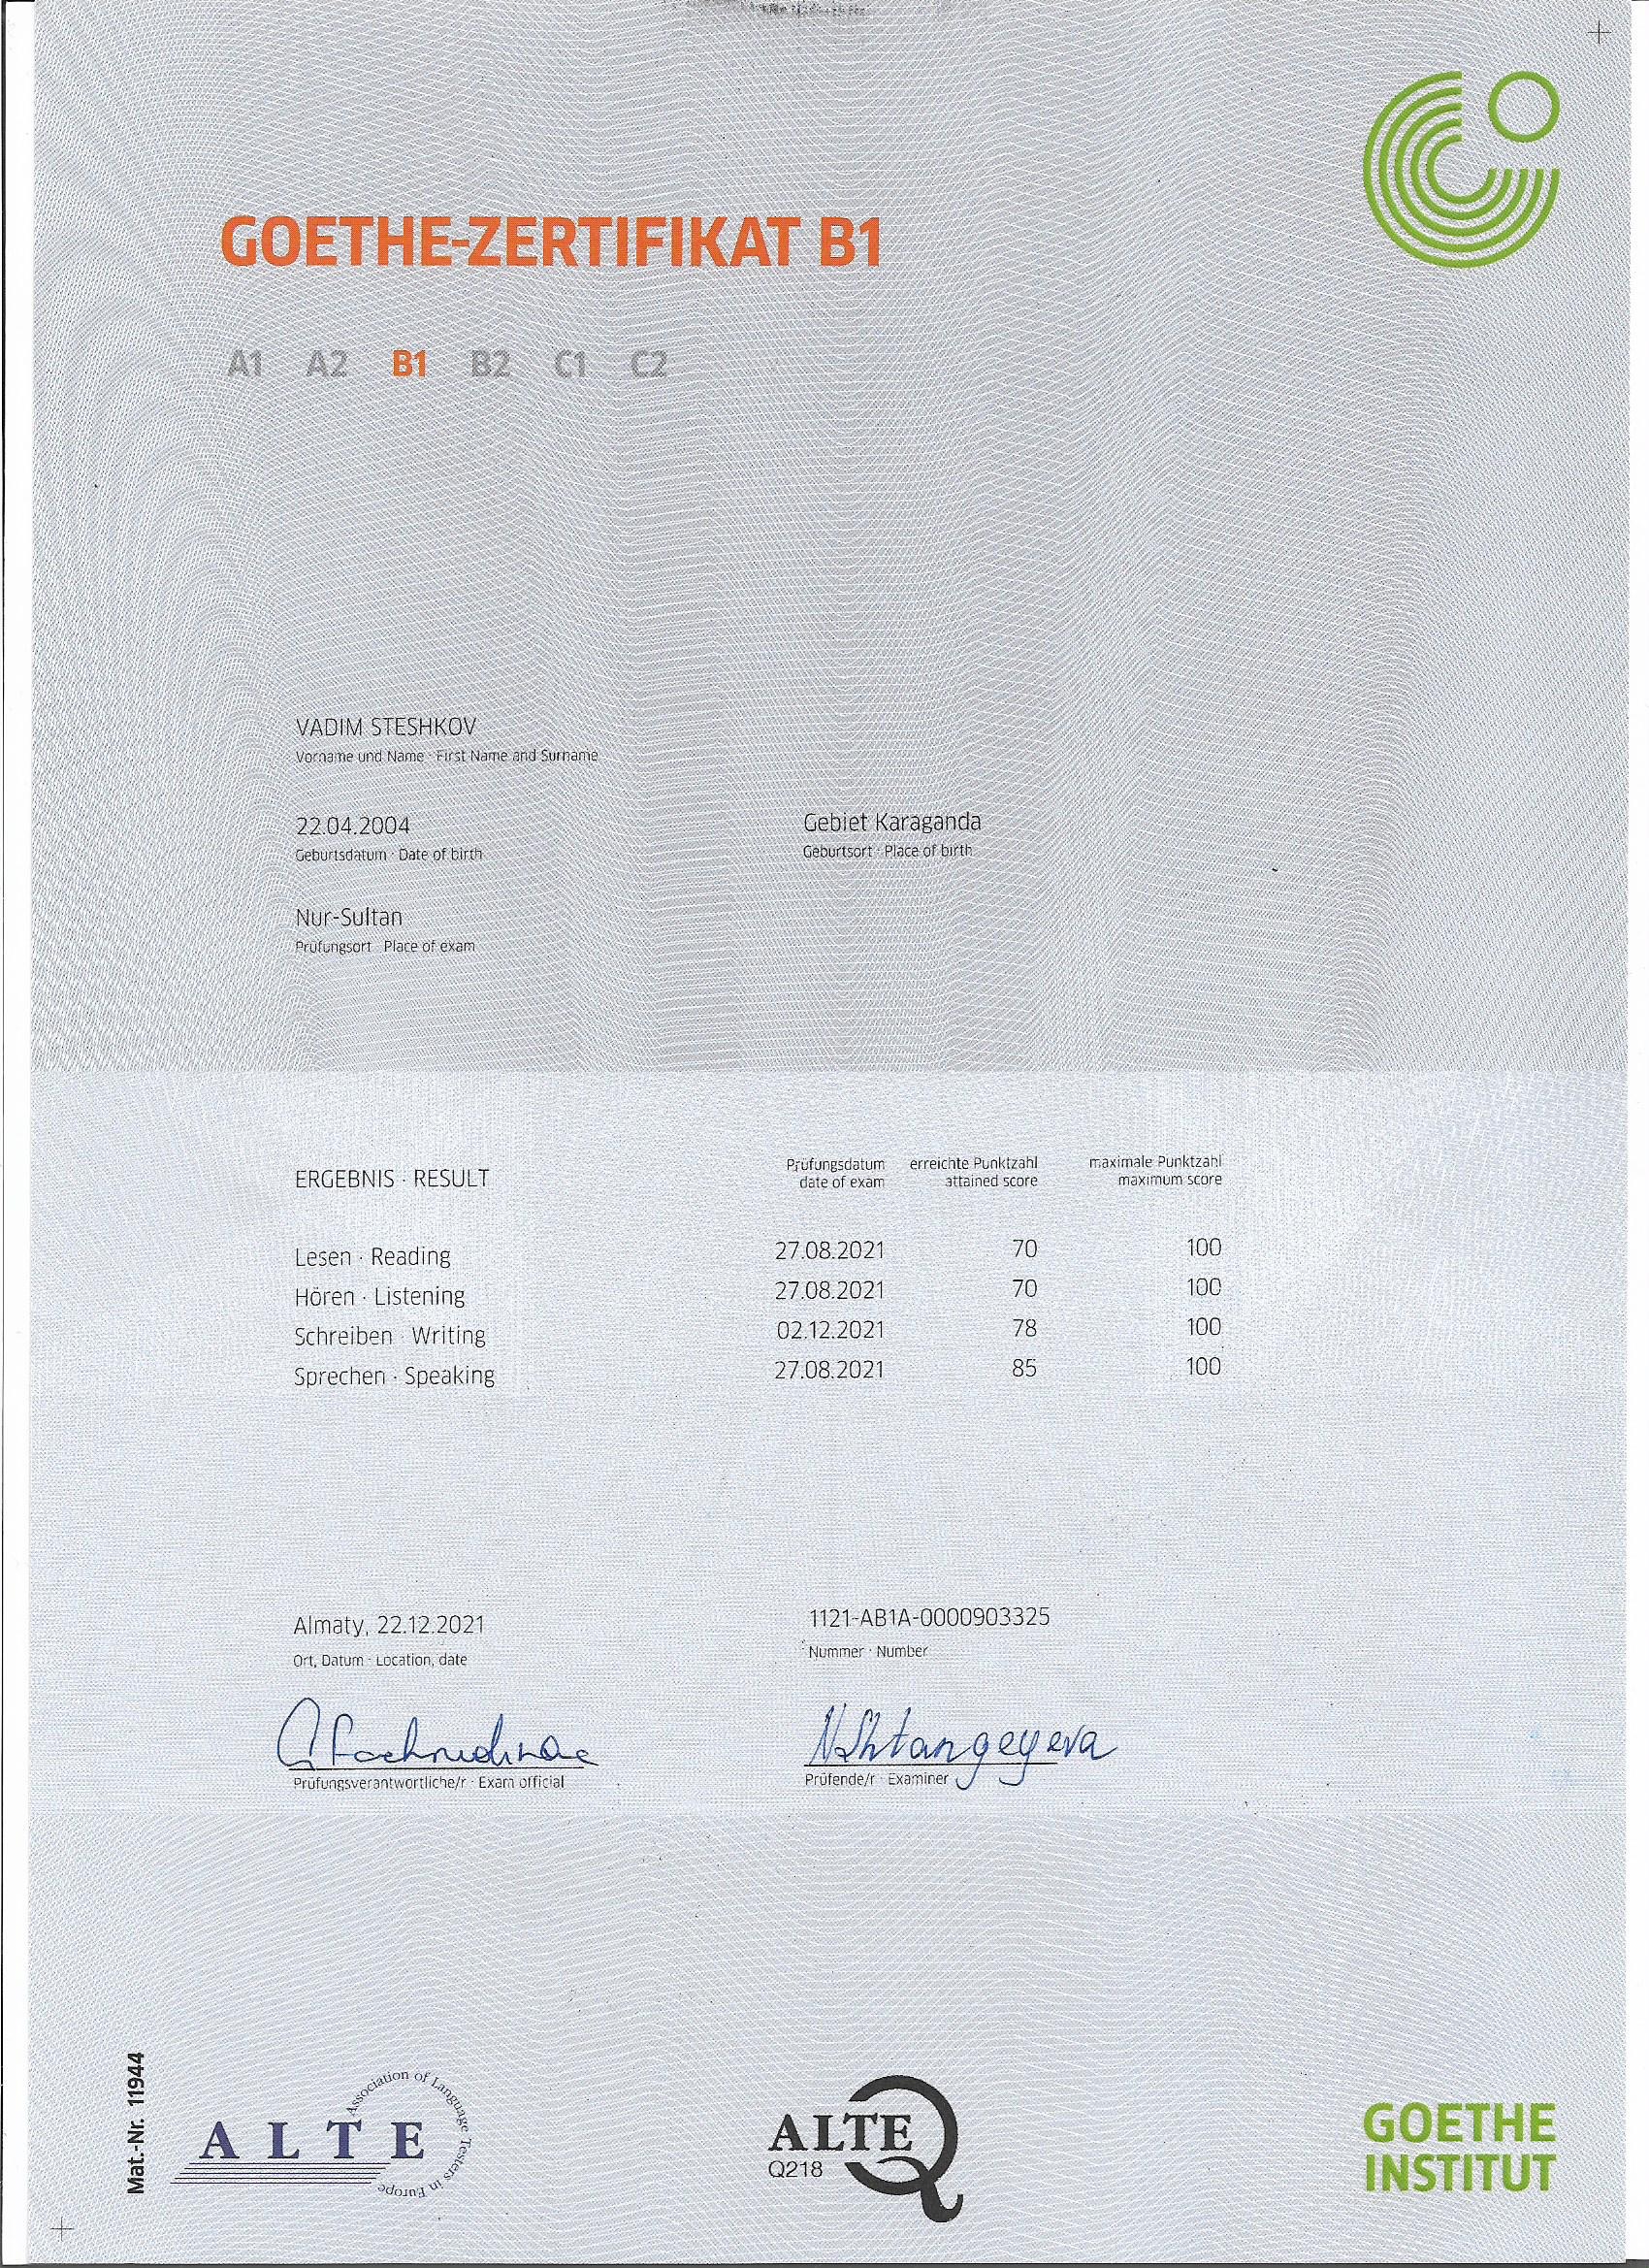 GOETHE-ZERTIFIKAT B1
A1 A2 B1 B2 C1 C2
VADIM STESHKOV
Vorname und Name · First Name and Surname
22.04.2004 Gebiet Karaganda
Geburtsdatum · Date of birth Geburtsort · Place of birth
Nur-Sultan
Prüfungsort · Place of exam
ERGEBNIS · RESULT
Prüfungsdatum erreichte Punktzahl maximale Punktzahl
date of exam attained score maximum score
Lesen · Reading 27.08.2021 70 100
Hören · Listening 27.08.2021 70 100
Schreiben · Writing 02.12.2021 78 100
Sprechen · Speaking 27.08.2021 85 100
Almaty, 22.12.2021 1121-AB1A-0000903325
Ort, Datum · Location, date Nummer · Number
NShtangeyeva
Prüfungsverantwortliche/r · Exam official Prüfende/r · Examiner
Mat.-Nr. 11944
ALTE
Association of Language Testers in Europe
ALTE
Q218
GOETHE
INSTITUT